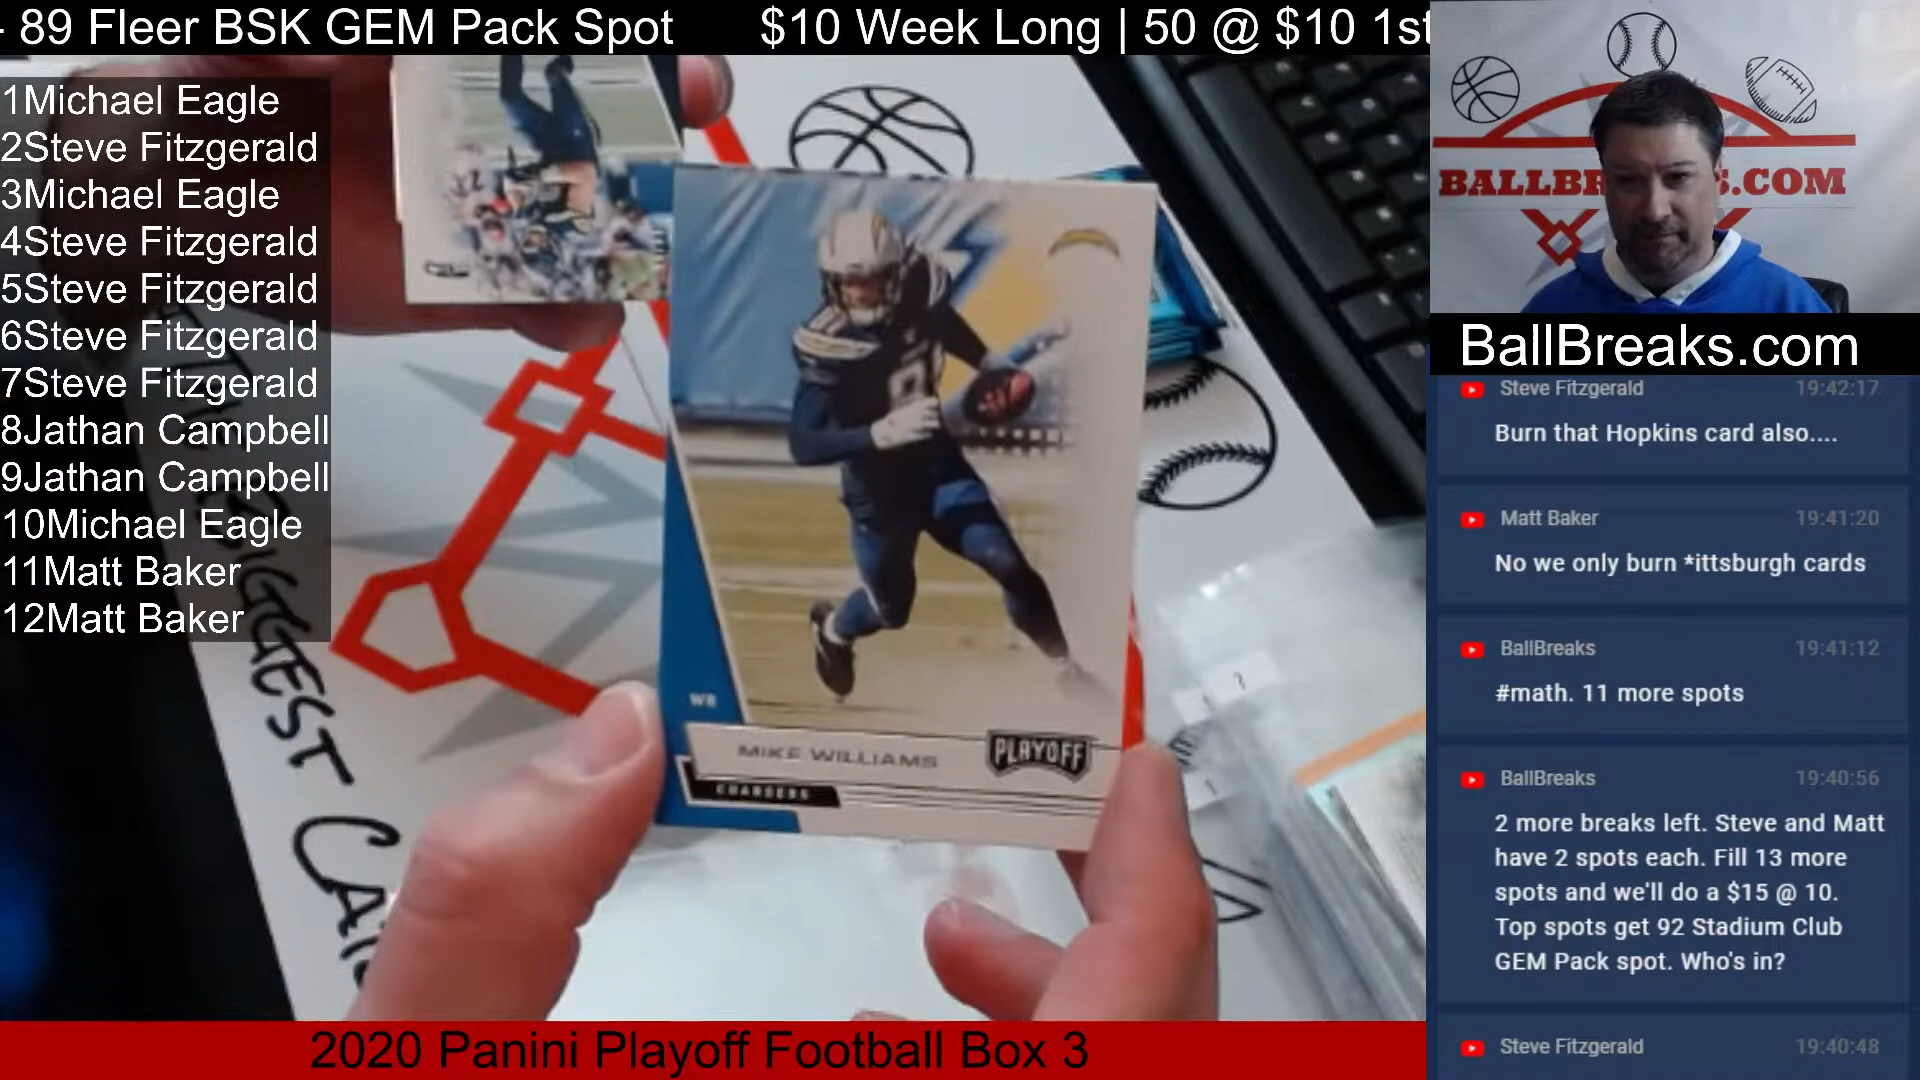 - 89 Fleer BSK GEM Pack Spot $10 Week Long | 50 @ $10 1st
1Michael Eagle
2Steve Fitzgerald
3Michael Eagle
4Steve Fitzgerald
5Steve Fitzgerald
6Steve Fitzgerald
7Steve Fitzgerald
8Jathan Campbell
9Jathan Campbell
10Michael Eagle
11Matt Baker
12Matt Baker
WR
MIKE WILLIAMS
PLAYOFF
CHARGERS
2020 Panini Playoff Football Box 3
BallBreaks.com
Steve Fitzgerald 19:42:17
Burn that Hopkins card also....
Matt Baker 19:41:20
No we only burn *ittsburgh cards
BallBreaks 19:41:12
#math. 11 more spots
BallBreaks 19:40:56
2 more breaks left. Steve and Matt
have 2 spots each. Fill 13 more
spots and we'll do a $15 @ 10.
Top spots get 92 Stadium Club
GEM Pack spot. Who's in?
Steve Fitzgerald 19:40:48